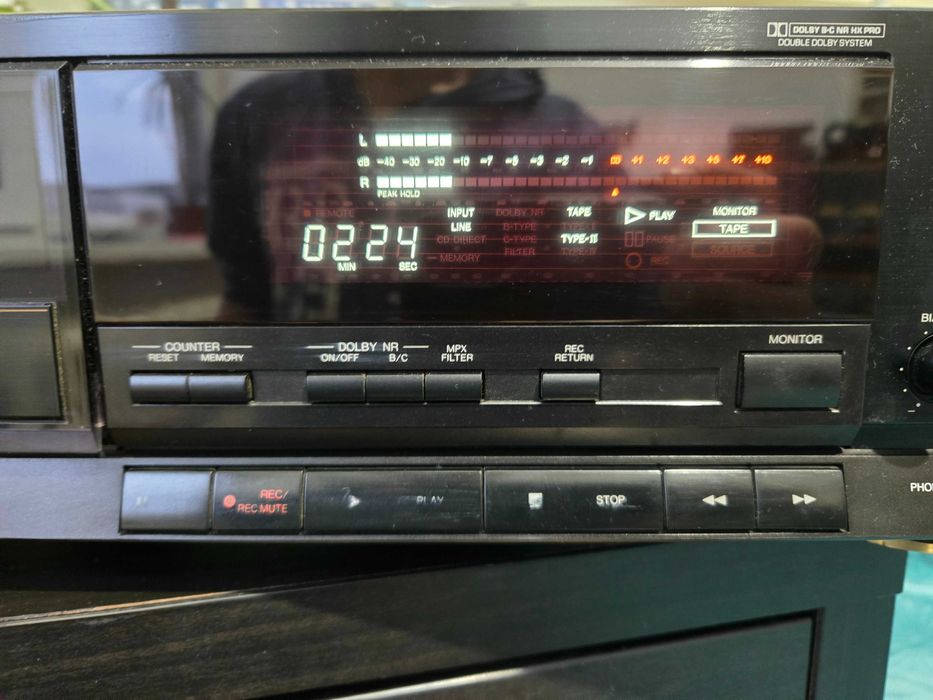 DOLBY B-C NR HX PRO
DOUBLE DOLBY SYSTEM
L
dB -40 -30 -20 -10 -7 -5 -3 -2 -1 0 +1 +2 +3 +5 +7 +10
R
PEAK HOLD
REMOTE
INPUT
LINE
CD DIRECT
MEMORY
DOLBY NR
B-TYPE
C-TYPE
FILTER
TAPE
TYPE-I
TYPE-II
TYPE-IV
PLAY
PAUSE
REC
MONITOR
TAPE
SOURCE
0224
MIN SEC
COUNTER
RESET MEMORY
DOLBY NR
ON/OFF B/C
MPX
FILTER
REC
RETURN
MONITOR
REC/
REC MUTE
PLAY
STOP